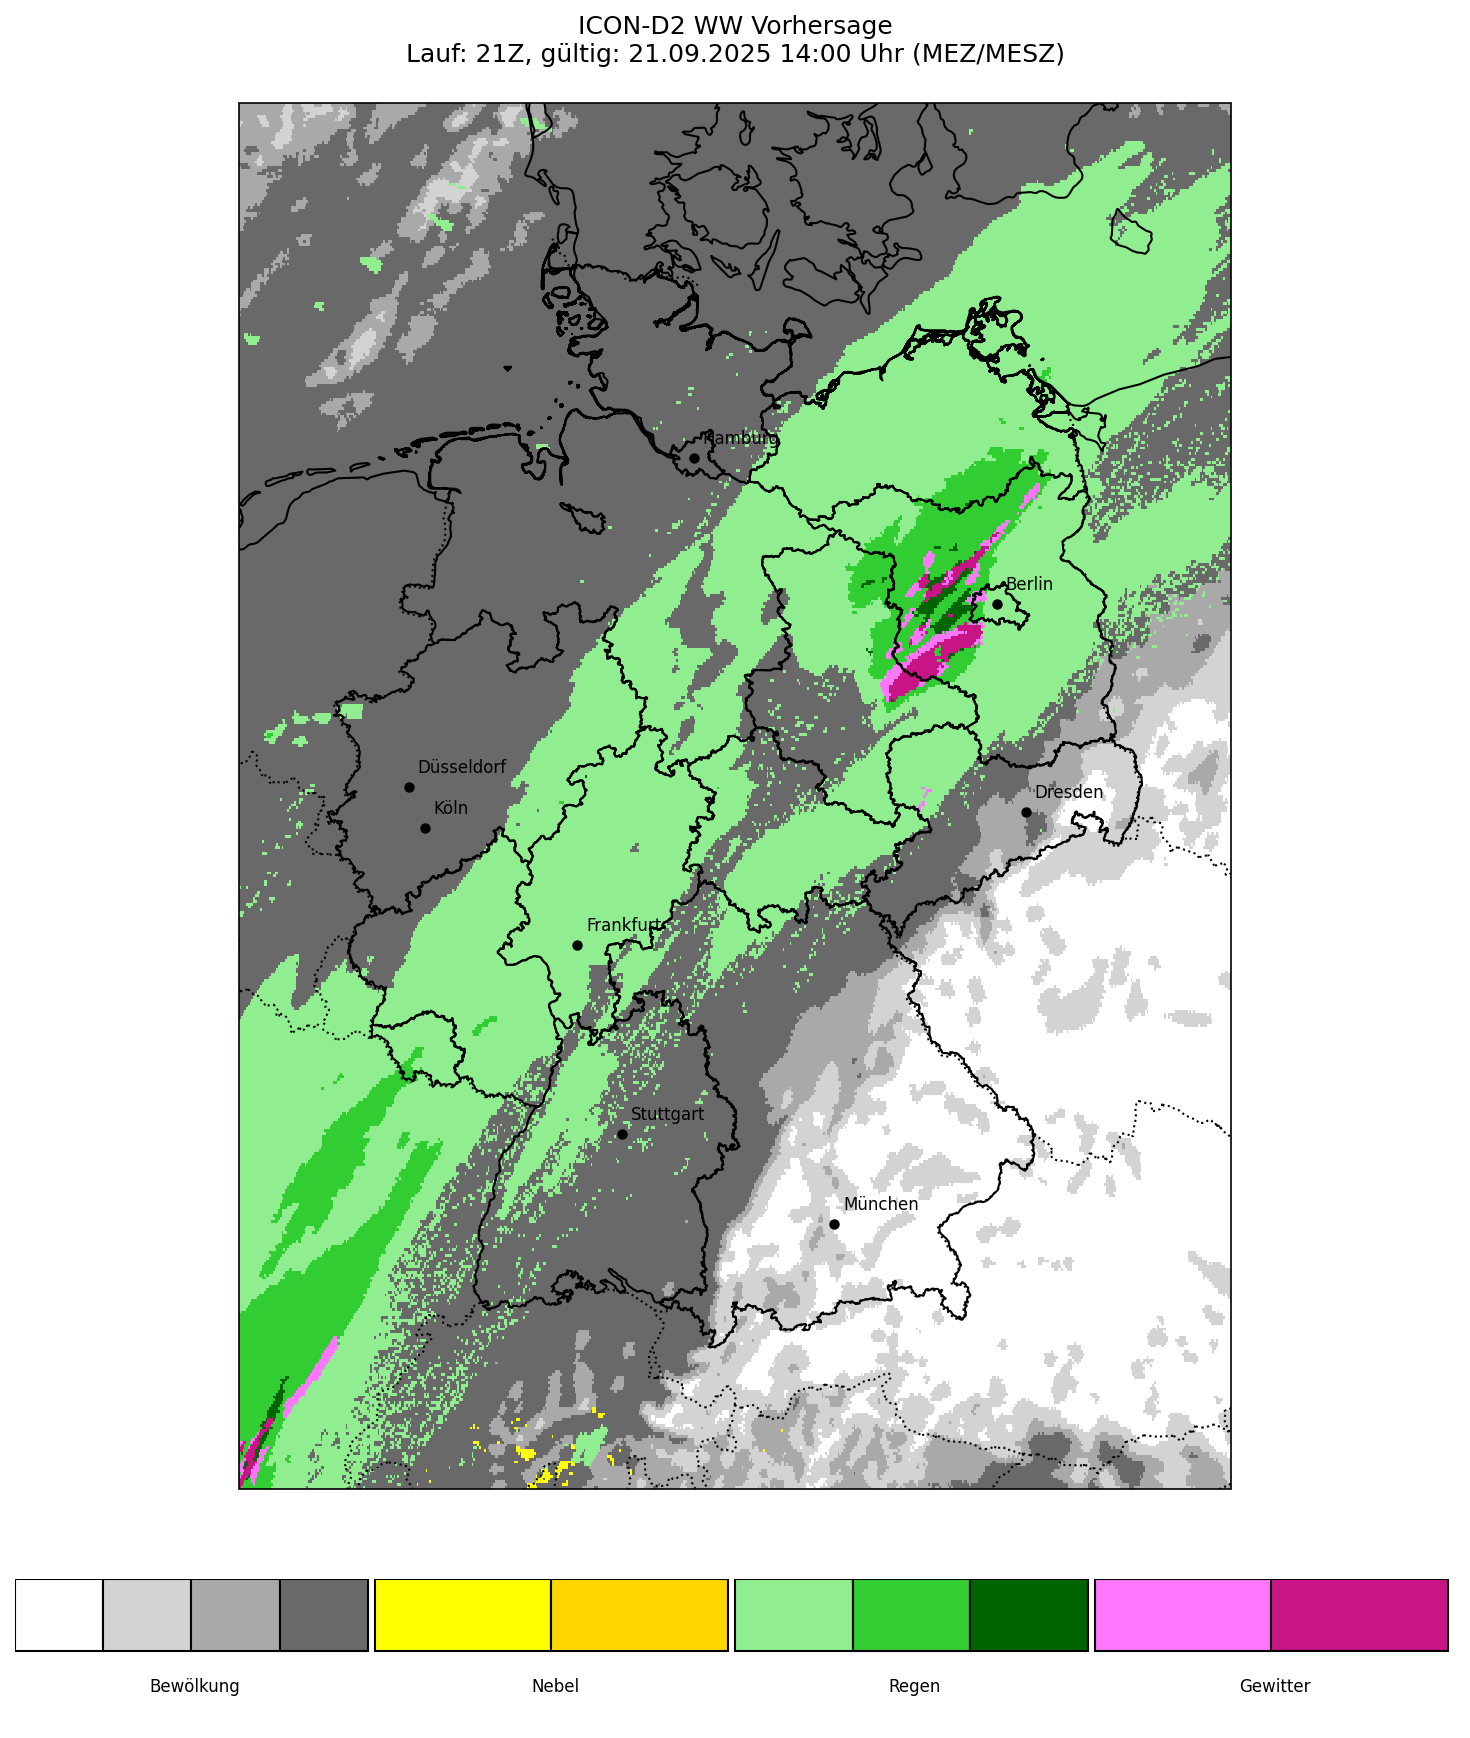 ICON-D2 WW Vorhersage
Lauf: 21Z, gültig: 21.09.2025 14:00 Uhr (MEZ/MESZ)
Hamburg
Berlin
Düsseldorf
Dresden
Köln
Frankfurt
Stuttgart
München
Bewölkung
Nebel
Regen
Gewitter